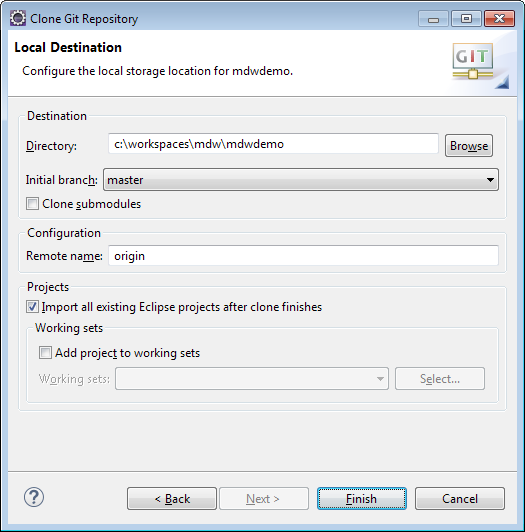 Clone Git Repository
Local Destination
Configure the local storage location for mdwdemo.
GIT
Destination
Directory: c:\workspaces\mdw\mdwdemo Browse
Initial branch: master
Clone submodules
Configuration
Remote name: origin
Projects
Import all existing Eclipse projects after clone finishes
Working sets
Add project to working sets
Working sets: Select...
? < Back Next > Finish Cancel